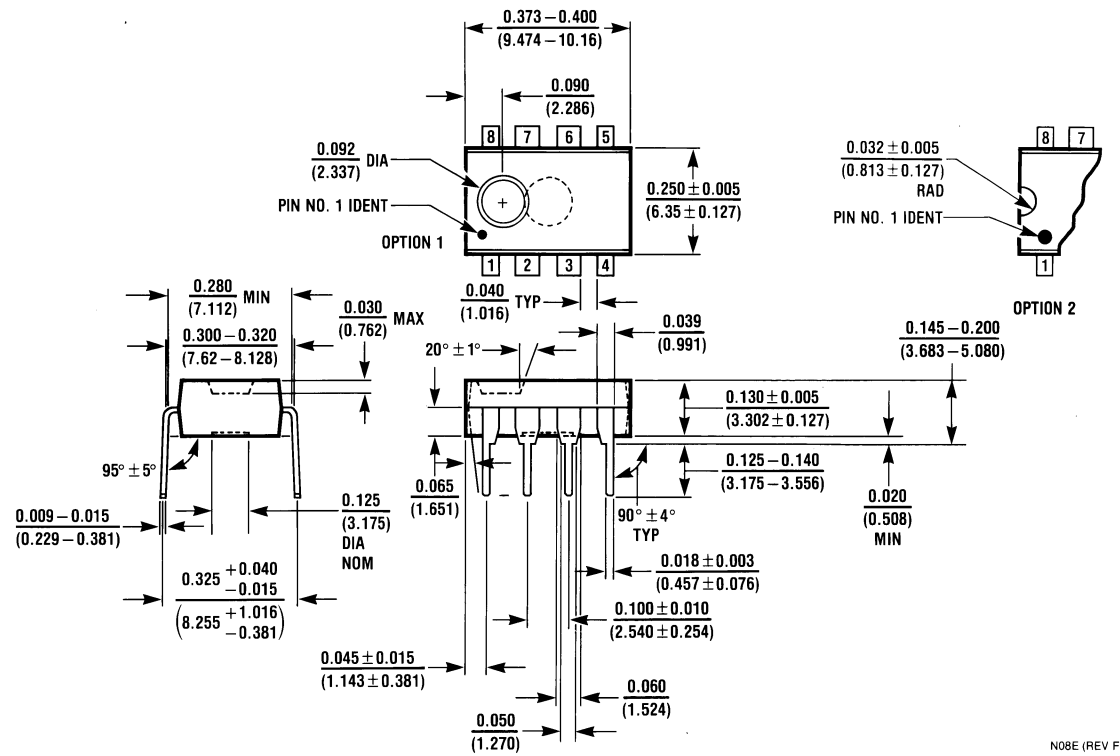 0.373 – 0.400
(9.474 – 10.16)
0.090
(2.286)
8 7 6 5
0.092 DIA
(2.337)
PIN NO. 1 IDENT
OPTION 1
0.250 ± 0.005
(6.35 ± 0.127)
1 2 3 4
0.032 ± 0.005
(0.813 ± 0.127)
RAD
PIN NO. 1 IDENT
8 7
1
OPTION 2
0.280 MIN
(7.112)
0.030 MAX
(0.762)
0.300 – 0.320
(7.62 – 8.128)
0.040 TYP
(1.016)
0.039
(0.991)
20° ± 1°
0.145 – 0.200
(3.683 – 5.080)
0.130 ± 0.005
(3.302 ± 0.127)
95° ± 5°
0.065
(1.651)
0.125 – 0.140
(3.175 – 3.556)
90° ± 4°
TYP
0.020
(0.508)
MIN
0.009 – 0.015
(0.229 – 0.381)
0.125
(3.175)
DIA
NOM
0.018 ± 0.003
(0.457 ± 0.076)
0.325 +0.040
–0.015
(8.255 +1.016
–0.381)
0.100 ± 0.010
(2.540 ± 0.254)
0.045 ± 0.015
(1.143 ± 0.381)
0.060
(1.524)
0.050
(1.270)
N08E (REV F